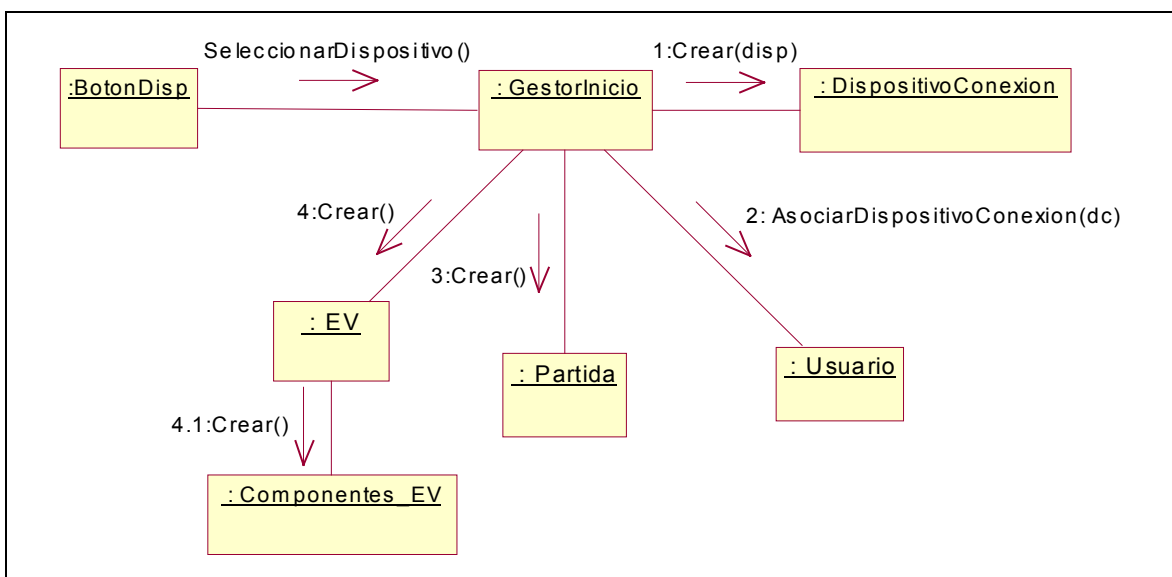 SeleccionarDispositivo()
1:Crear(disp)
:BotonDisp
: GestorInicio
: DispositivoConexion
4:Crear()
2: AsociarDispositivoConexion(dc)
3:Crear()
: EV
: Partida
: Usuario
4.1:Crear()
: Componentes_EV